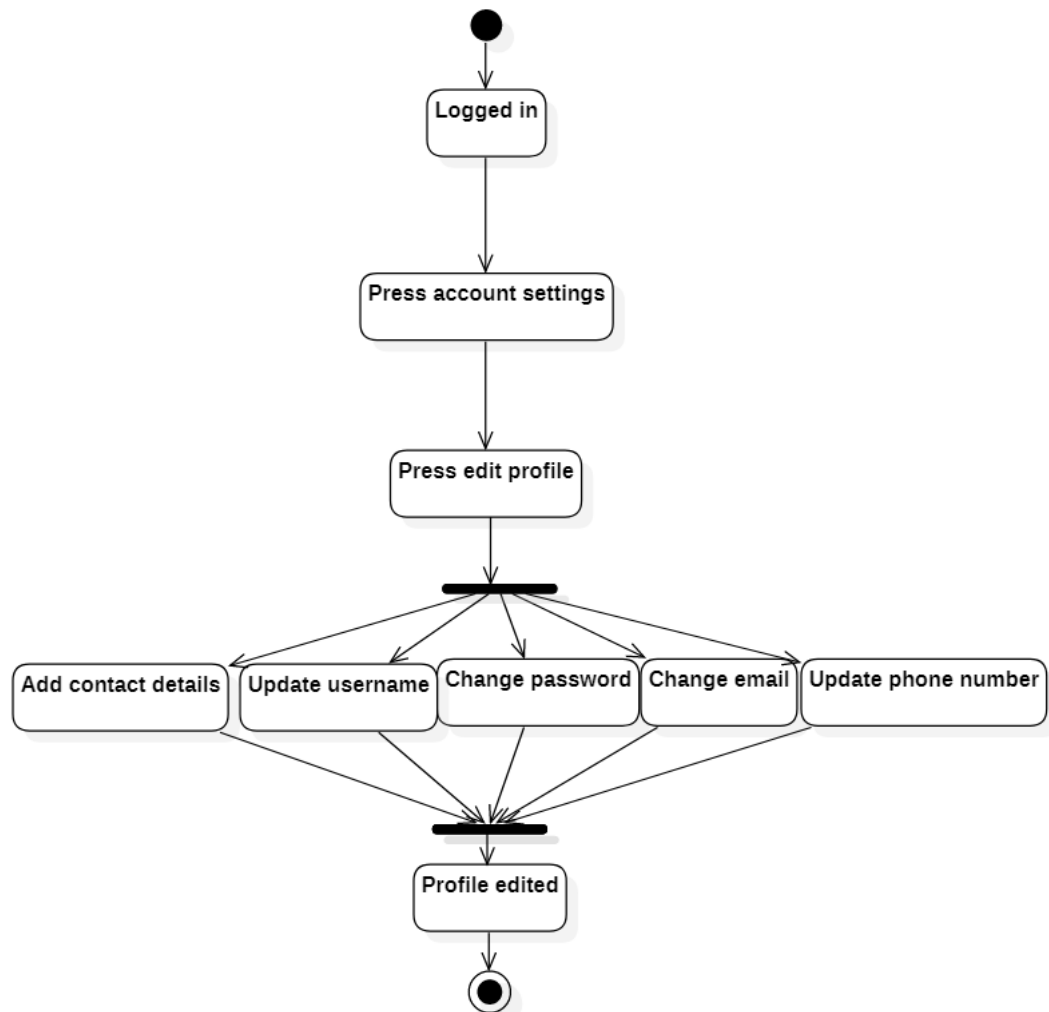 Logged in
Press account settings
Press edit profile
Add contact details
Update username
Change password
Change email
Update phone number
Profile edited